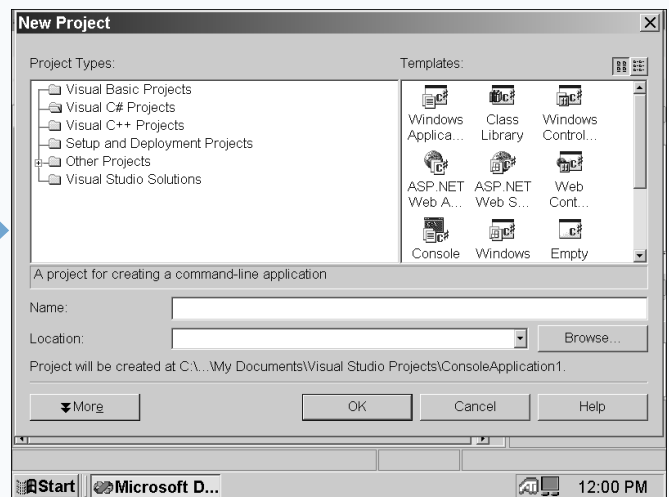 New Project
Project Types:
Templates:
Visual Basic Projects
Visual C# Projects
Visual C++ Projects
Setup and Deployment Projects
Other Projects
Visual Studio Solutions
Windows Applica...
Class Library
Windows Control...
ASP.NET Web A...
ASP.NET Web S...
Web Cont...
Console
Windows
Empty
A project for creating a command-line application
Name:
Location:
Browse...
Project will be created at C:\...\My Documents\Visual Studio Projects\ConsoleApplication1.
More
OK
Cancel
Help
Start
Microsoft D...
12:00 PM